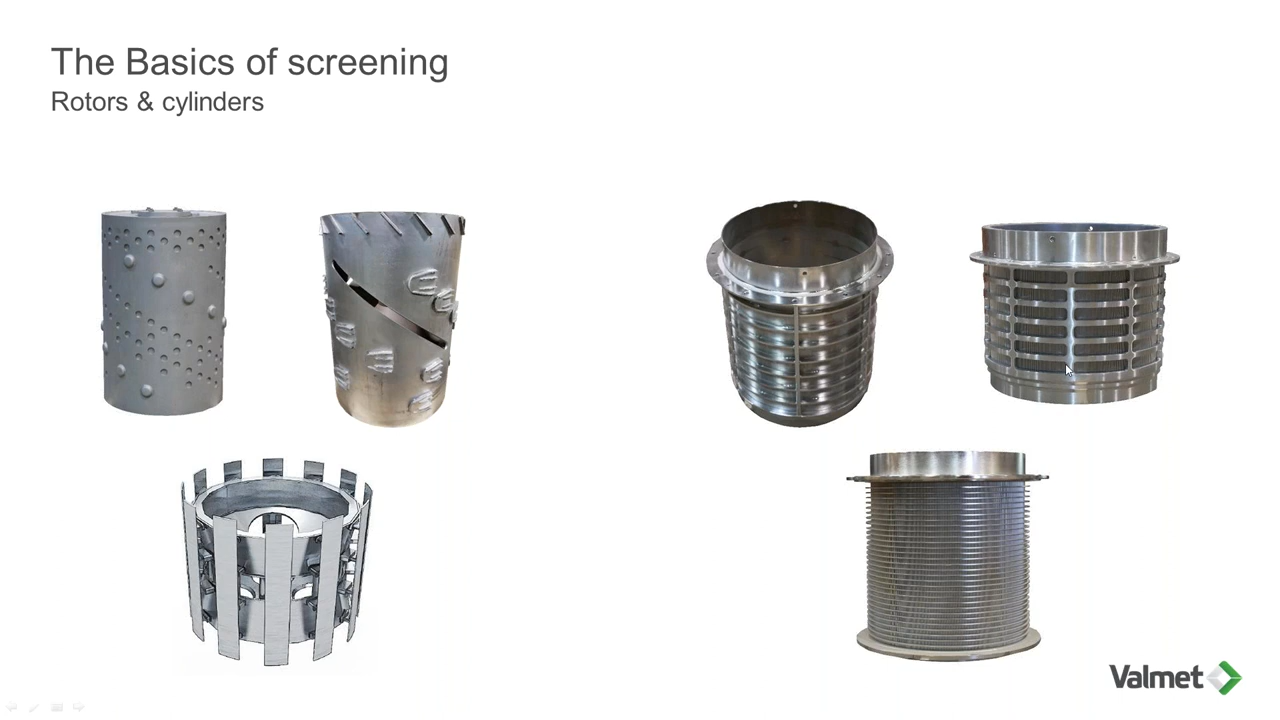 The Basics of screening
Rotors & cylinders
Valmet